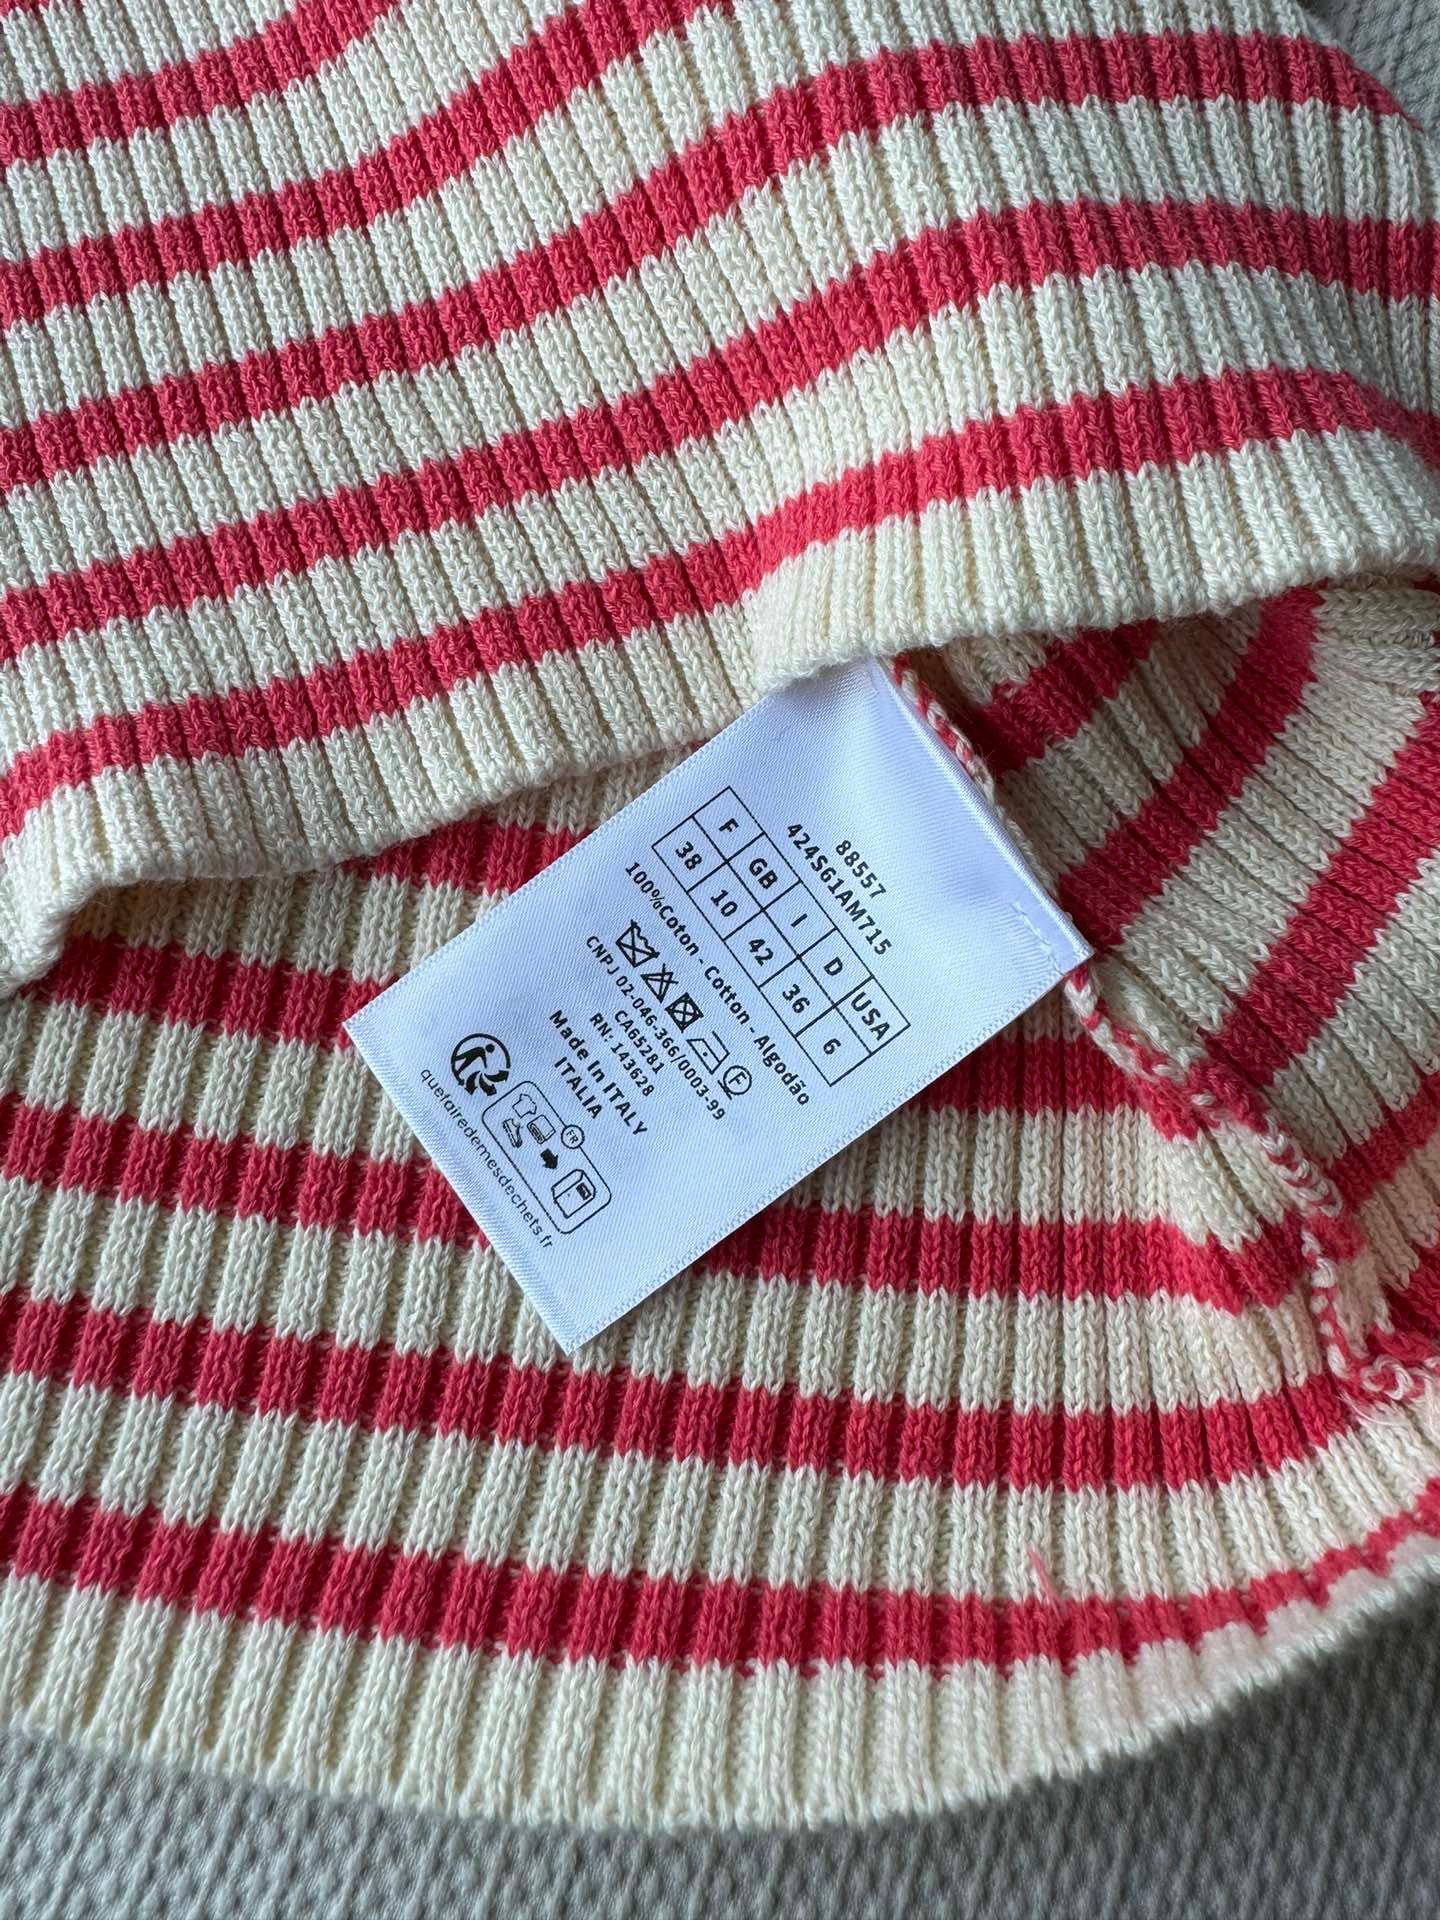 88557
424S61AM715
F GB I D USA
38 10 42 36 6
100%Coton - Cotton - Algodão
F
CNPJ 02-046-366/0003-99
CA65281
RN: 143628
Made In ITALY
ITALIA
FR
quefairedemesdechets.fr